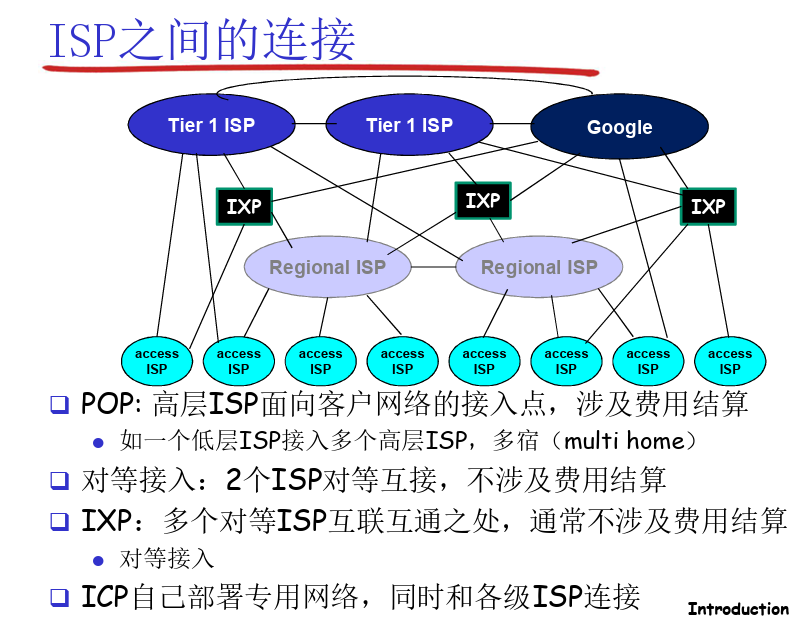 ISP之间的连接
Tier 1 ISP
Tier 1 ISP
Google
IXP
IXP
IXP
Regional ISP
Regional ISP
access
ISP
access
ISP
access
ISP
access
ISP
access
ISP
access
ISP
access
ISP
access
ISP
POP: 高层ISP面向客户网络的接入点，涉及费用结算
如一个低层ISP接入多个高层ISP，多宿（multi home）
对等接入：2个ISP对等互接，不涉及费用结算
IXP：多个对等ISP互联互通之处，通常不涉及费用结算
对等接入
ICP自己部署专用网络，同时和各级ISP连接
Introduction